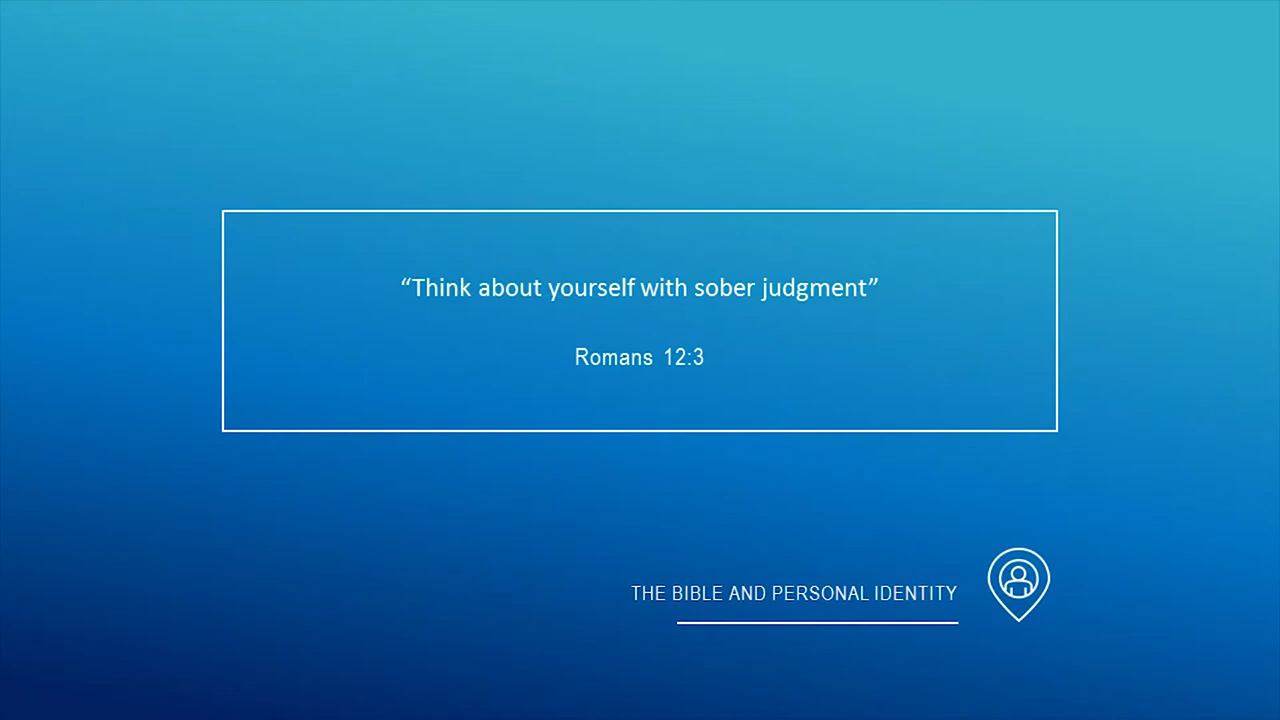 “Think about yourself with sober judgment”
Romans 12:3
THE BIBLE AND PERSONAL IDENTITY